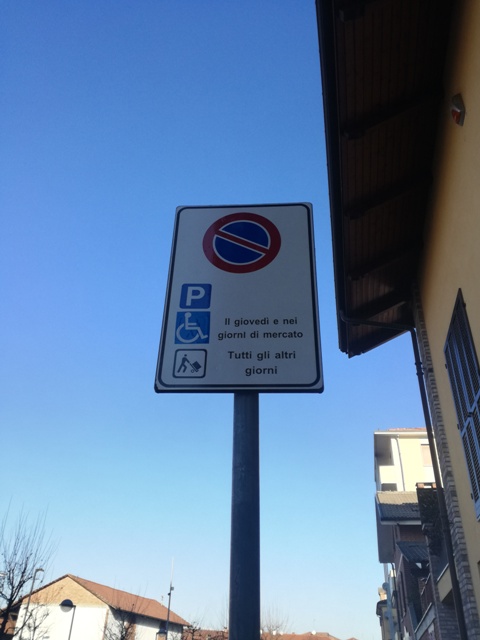 P
Il giovedì e nei
giorni di mercato
Tutti gli altri
giorni